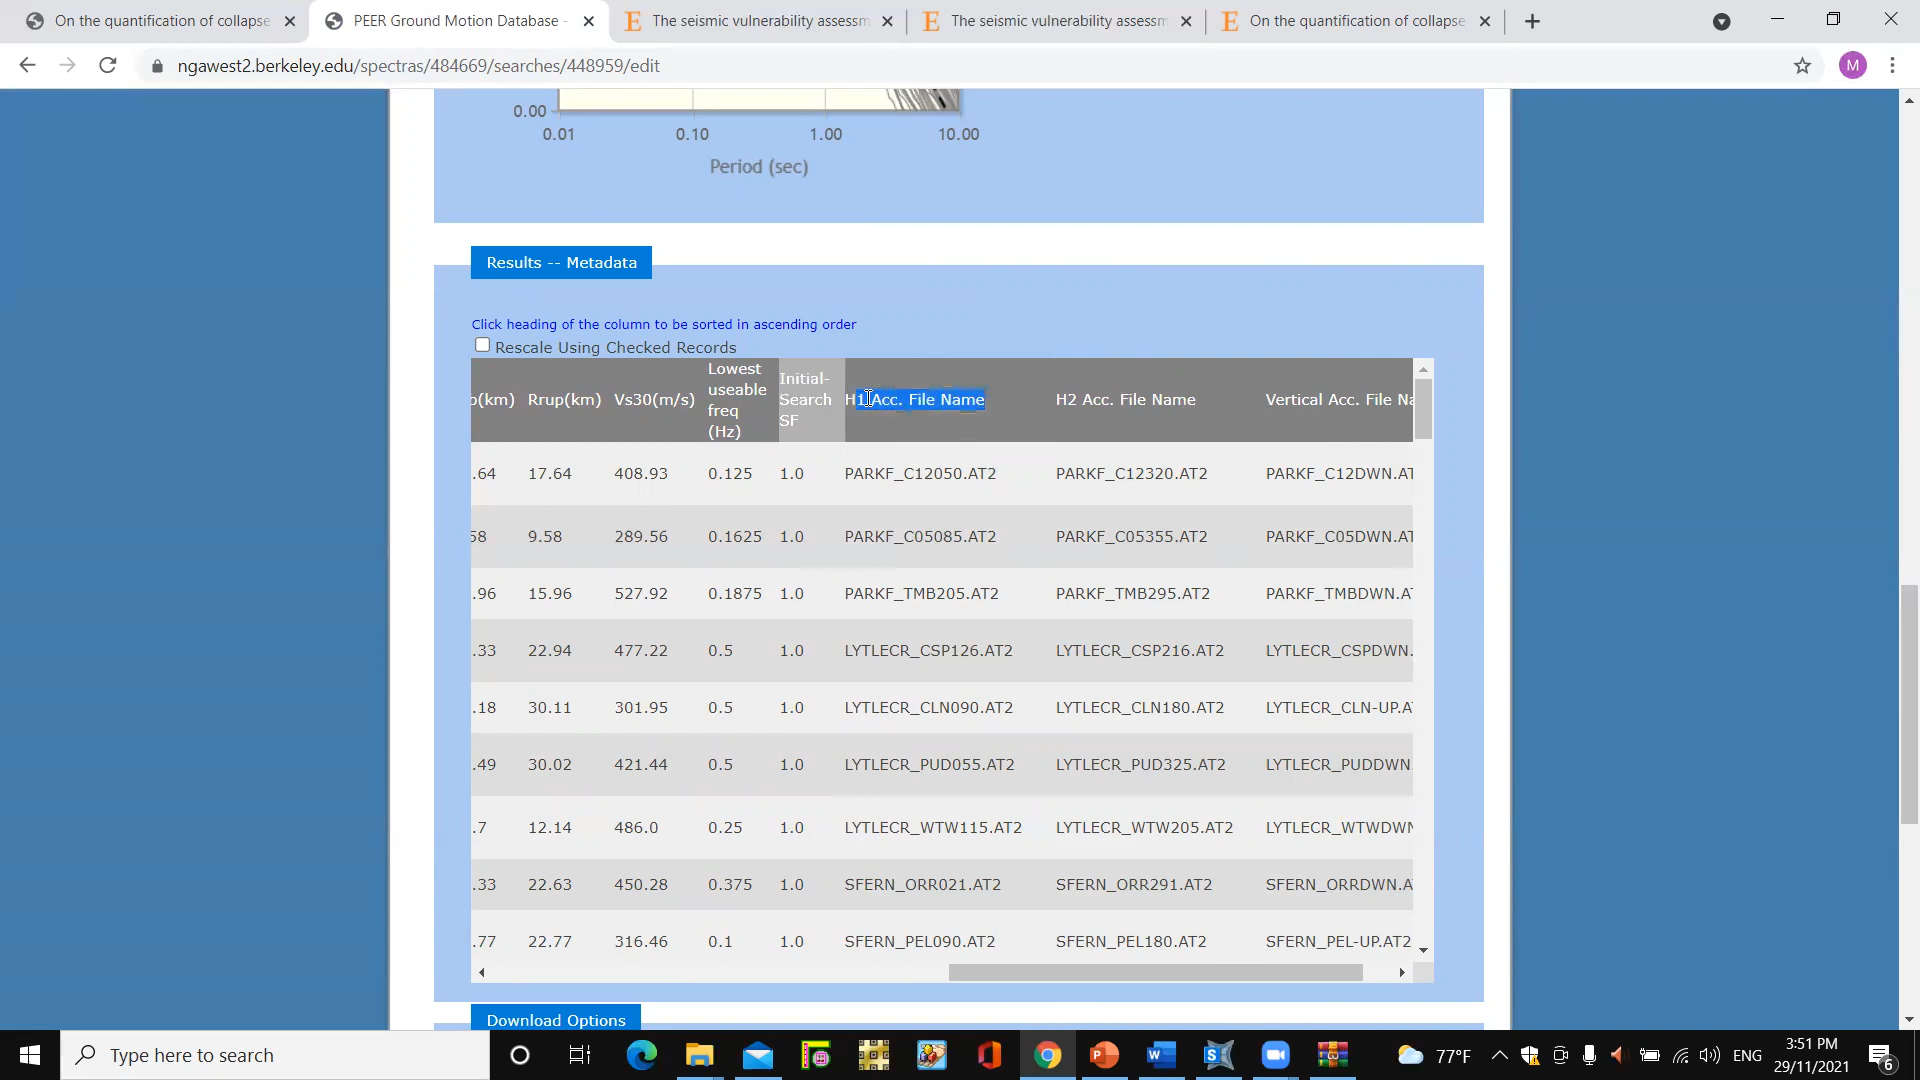 On the quantification of collapse
PEER Ground Motion Database -
The seismic vulnerability assessm
The seismic vulnerability assessm
On the quantification of collapse
ngawest2.berkeley.edu/spectras/484669/searches/448959/edit
M
0.00
0.01 0.10 1.00 10.00
Period (sec)
Results -- Metadata
Click heading of the column to be sorted in ascending order
Rescale Using Checked Records
(km) Rrup(km) Vs30(m/s) Lowest useable freq (Hz) Initial-Search SF H1 Acc. File Name H2 Acc. File Name Vertical Acc. File Na
.64 17.64 408.93 0.125 1.0 PARKF_C12050.AT2 PARKF_C12320.AT2 PARKF_C12DWN.AT
58 9.58 289.56 0.1625 1.0 PARKF_C05085.AT2 PARKF_C05355.AT2 PARKF_C05DWN.AT
.96 15.96 527.92 0.1875 1.0 PARKF_TMB205.AT2 PARKF_TMB295.AT2 PARKF_TMBDWN.AT
.33 22.94 477.22 0.5 1.0 LYTLECR_CSP126.AT2 LYTLECR_CSP216.AT2 LYTLECR_CSPDWN.
.18 30.11 301.95 0.5 1.0 LYTLECR_CLN090.AT2 LYTLECR_CLN180.AT2 LYTLECR_CLN-UP.A
.49 30.02 421.44 0.5 1.0 LYTLECR_PUD055.AT2 LYTLECR_PUD325.AT2 LYTLECR_PUDDWN.
.7 12.14 486.0 0.25 1.0 LYTLECR_WTW115.AT2 LYTLECR_WTW205.AT2 LYTLECR_WTWDWN
.33 22.63 450.28 0.375 1.0 SFERN_ORR021.AT2 SFERN_ORR291.AT2 SFERN_ORRDWN.A
.77 22.77 316.46 0.1 1.0 SFERN_PEL090.AT2 SFERN_PEL180.AT2 SFERN_PEL-UP.AT2
Download Options
Type here to search
77°F
ENG
3:51 PM
29/11/2021
6